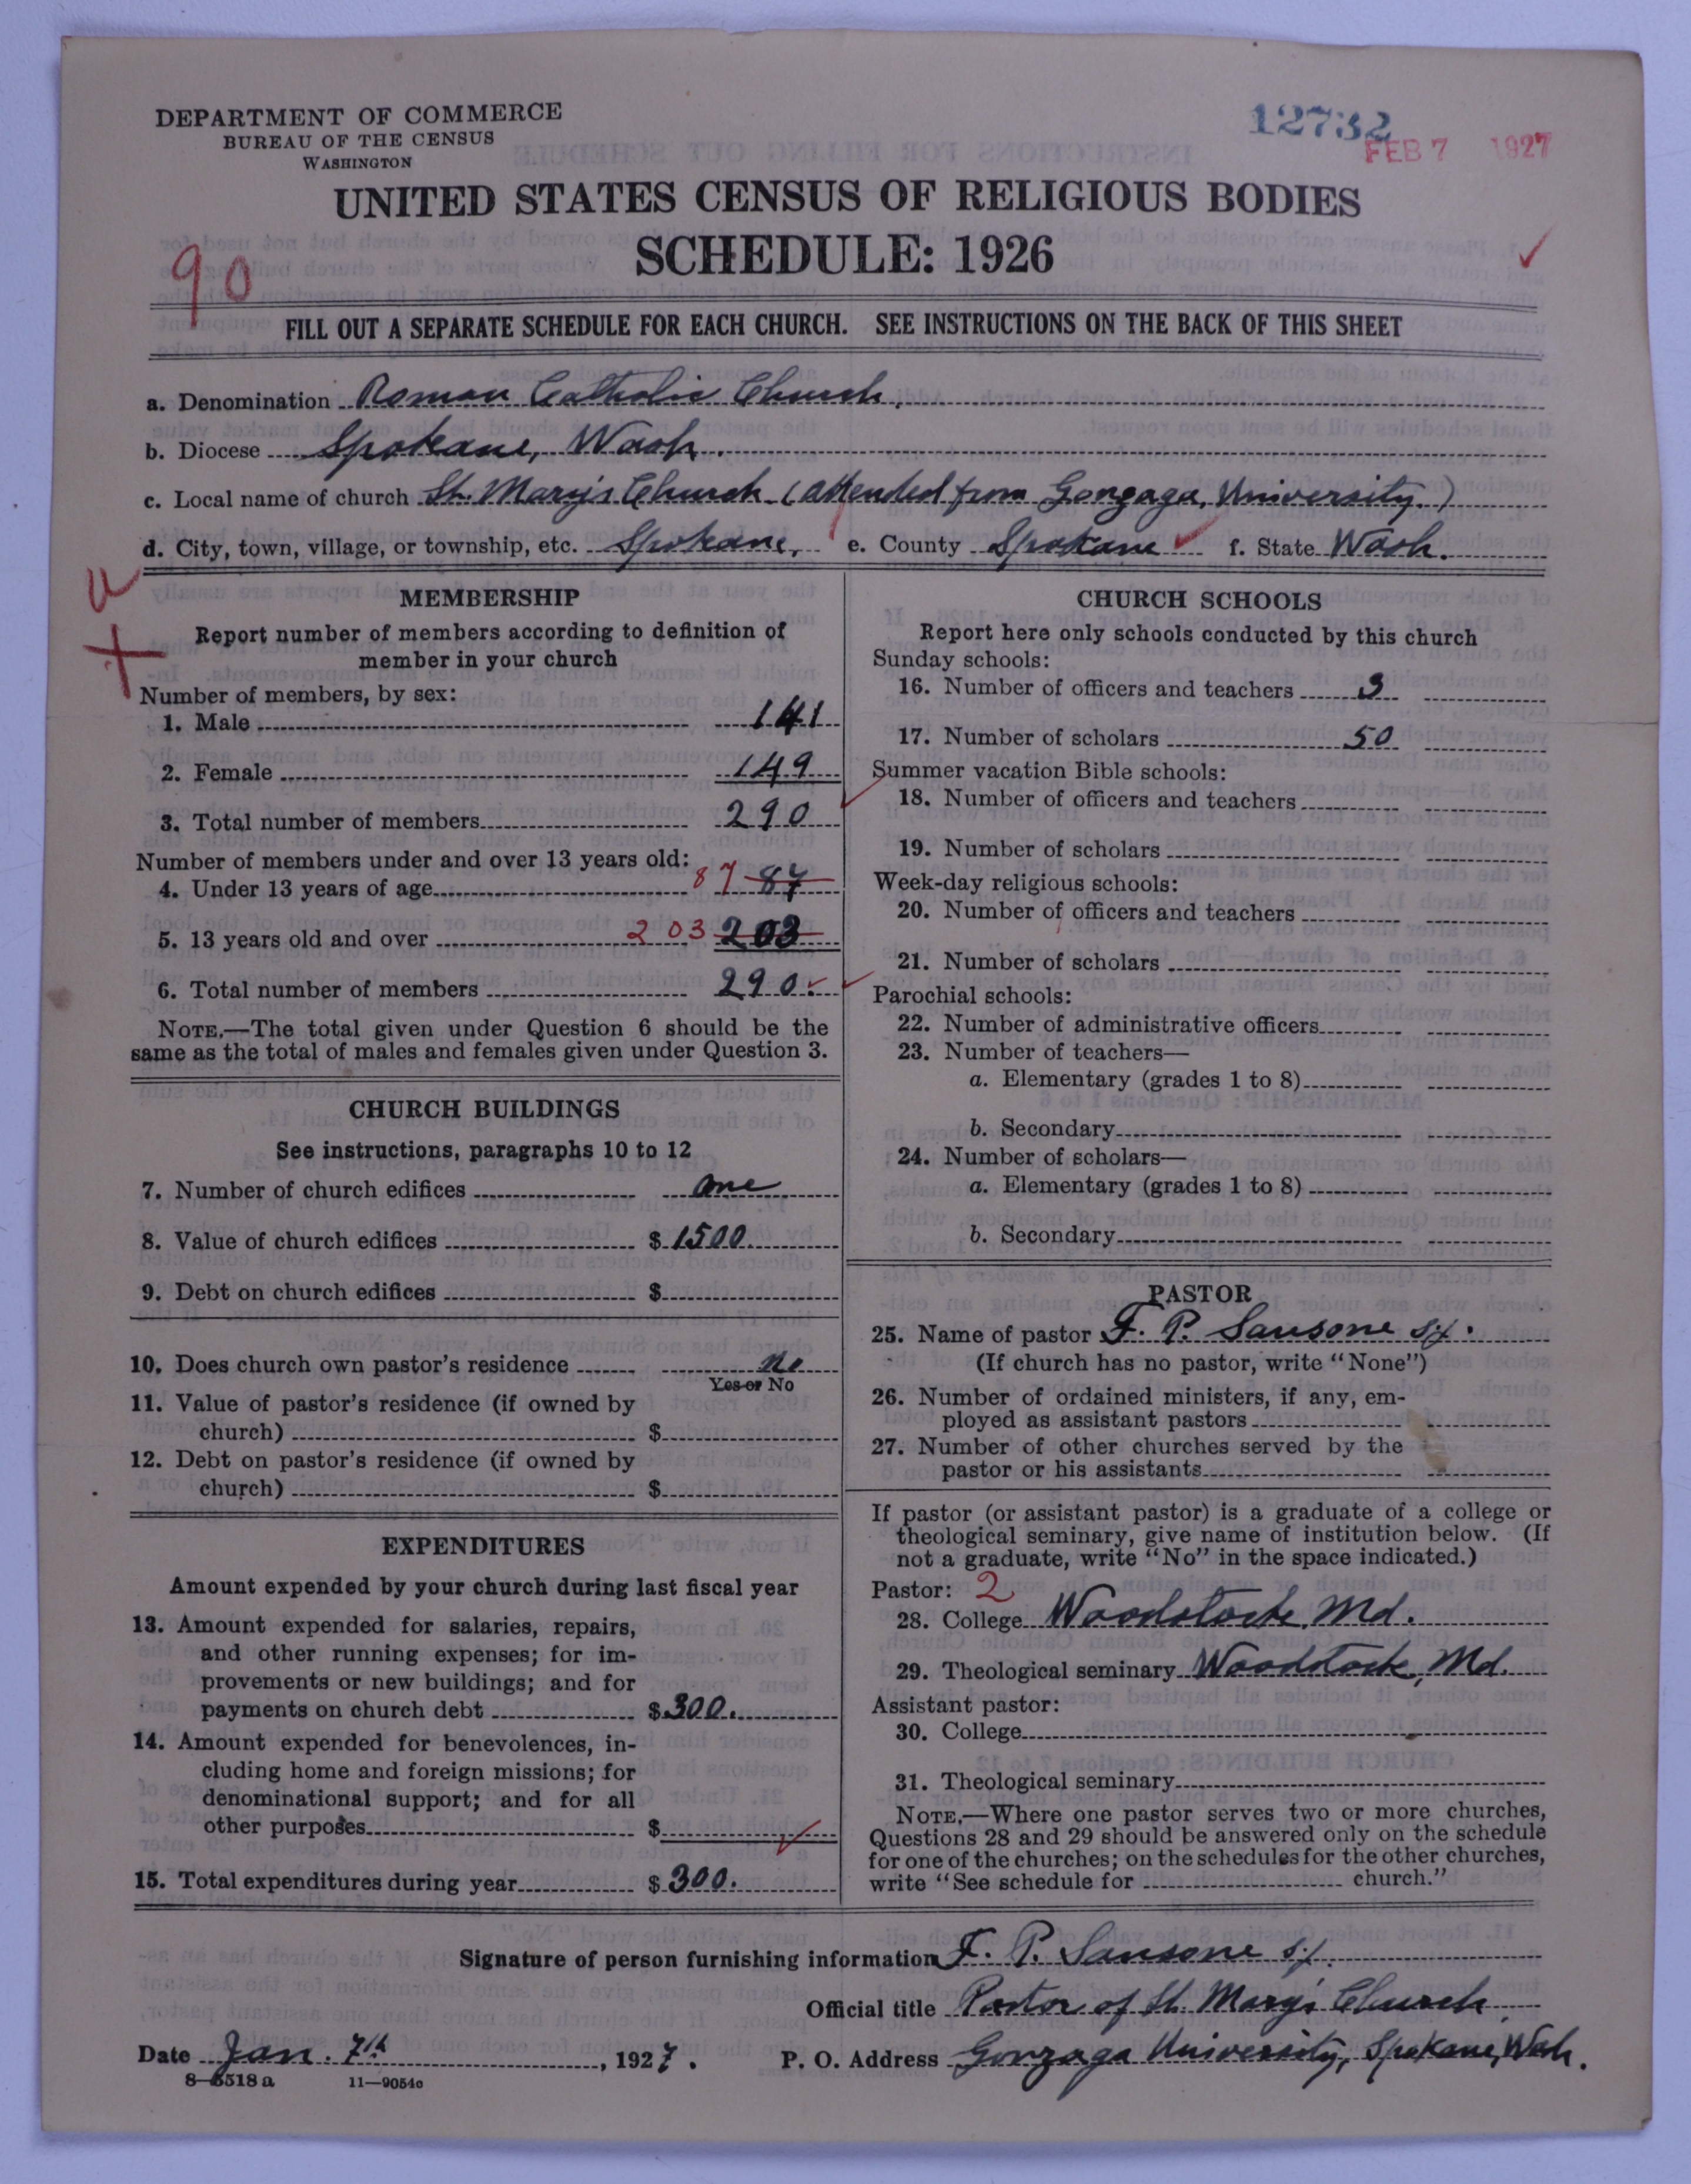 DEPARTMENT OF COMMERCE
BUREAU OF THE CENSUS
WASHINGTON
12732
FEB 7 1927
UNITED STATES CENSUS OF RELIGIOUS BODIES
SCHEDULE: 1926
90
FILL OUT A SEPARATE SCHEDULE FOR EACH CHURCH. SEE INSTRUCTIONS ON THE BACK OF THIS SHEET
a. Denomination Roman Catholic Church.
b. Diocese Spokane, Wash.
c. Local name of church St. Mary's Church (attended from Gonzaga University.)
d. City, town, village, or township, etc. Spokane, e. County Spokane f. State Wash.
MEMBERSHIP
Report number of members according to definition of
member in your church
Number of members, by sex:
1. Male 141
2. Female 149
3. Total number of members 290
Number of members under and over 13 years old:
4. Under 13 years of age 87 87
5. 13 years old and over 203 203
6. Total number of members 290.
NOTE.—The total given under Question 6 should be the
same as the total of males and females given under Question 3.
CHURCH BUILDINGS
See instructions, paragraphs 10 to 12
7. Number of church edifices one
8. Value of church edifices $ 1500.
9. Debt on church edifices $
10. Does church own pastor's residence no
Yes or No
11. Value of pastor's residence (if owned by
church) $
12. Debt on pastor's residence (if owned by
church) $
EXPENDITURES
Amount expended by your church during last fiscal year
13. Amount expended for salaries, repairs,
and other running expenses; for im-
provements or new buildings; and for
payments on church debt $ 300.
14. Amount expended for benevolences, in-
cluding home and foreign missions; for
denominational support; and for all
other purposes $
15. Total expenditures during year $ 300.
CHURCH SCHOOLS
Report here only schools conducted by this church
Sunday schools:
16. Number of officers and teachers 3
17. Number of scholars 50
Summer vacation Bible schools:
18. Number of officers and teachers
19. Number of scholars
Week-day religious schools:
20. Number of officers and teachers
21. Number of scholars
Parochial schools:
22. Number of administrative officers
23. Number of teachers—
a. Elementary (grades 1 to 8)
b. Secondary
24. Number of scholars—
a. Elementary (grades 1 to 8)
b. Secondary
PASTOR
25. Name of pastor F. P. Sansone s.j.
(If church has no pastor, write "None")
26. Number of ordained ministers, if any, em-
ployed as assistant pastors
27. Number of other churches served by the
pastor or his assistants
If pastor (or assistant pastor) is a graduate of a college or
theological seminary, give name of institution below. (If
not a graduate, write "No" in the space indicated.)
Pastor: 2
28. College Woodstock, Md.
29. Theological seminary Woodstock, Md.
Assistant pastor:
30. College
31. Theological seminary
NOTE.—Where one pastor serves two or more churches,
Questions 28 and 29 should be answered only on the schedule
for one of the churches; on the schedules for the other churches,
write "See schedule for church."
Signature of person furnishing information F. P. Sansone s.j.
Official title Pastor of St. Mary's Church
Date Jan. 7th, 1927. P. O. Address Gonzaga University, Spokane, Wash.
8-6518a 11—9054c